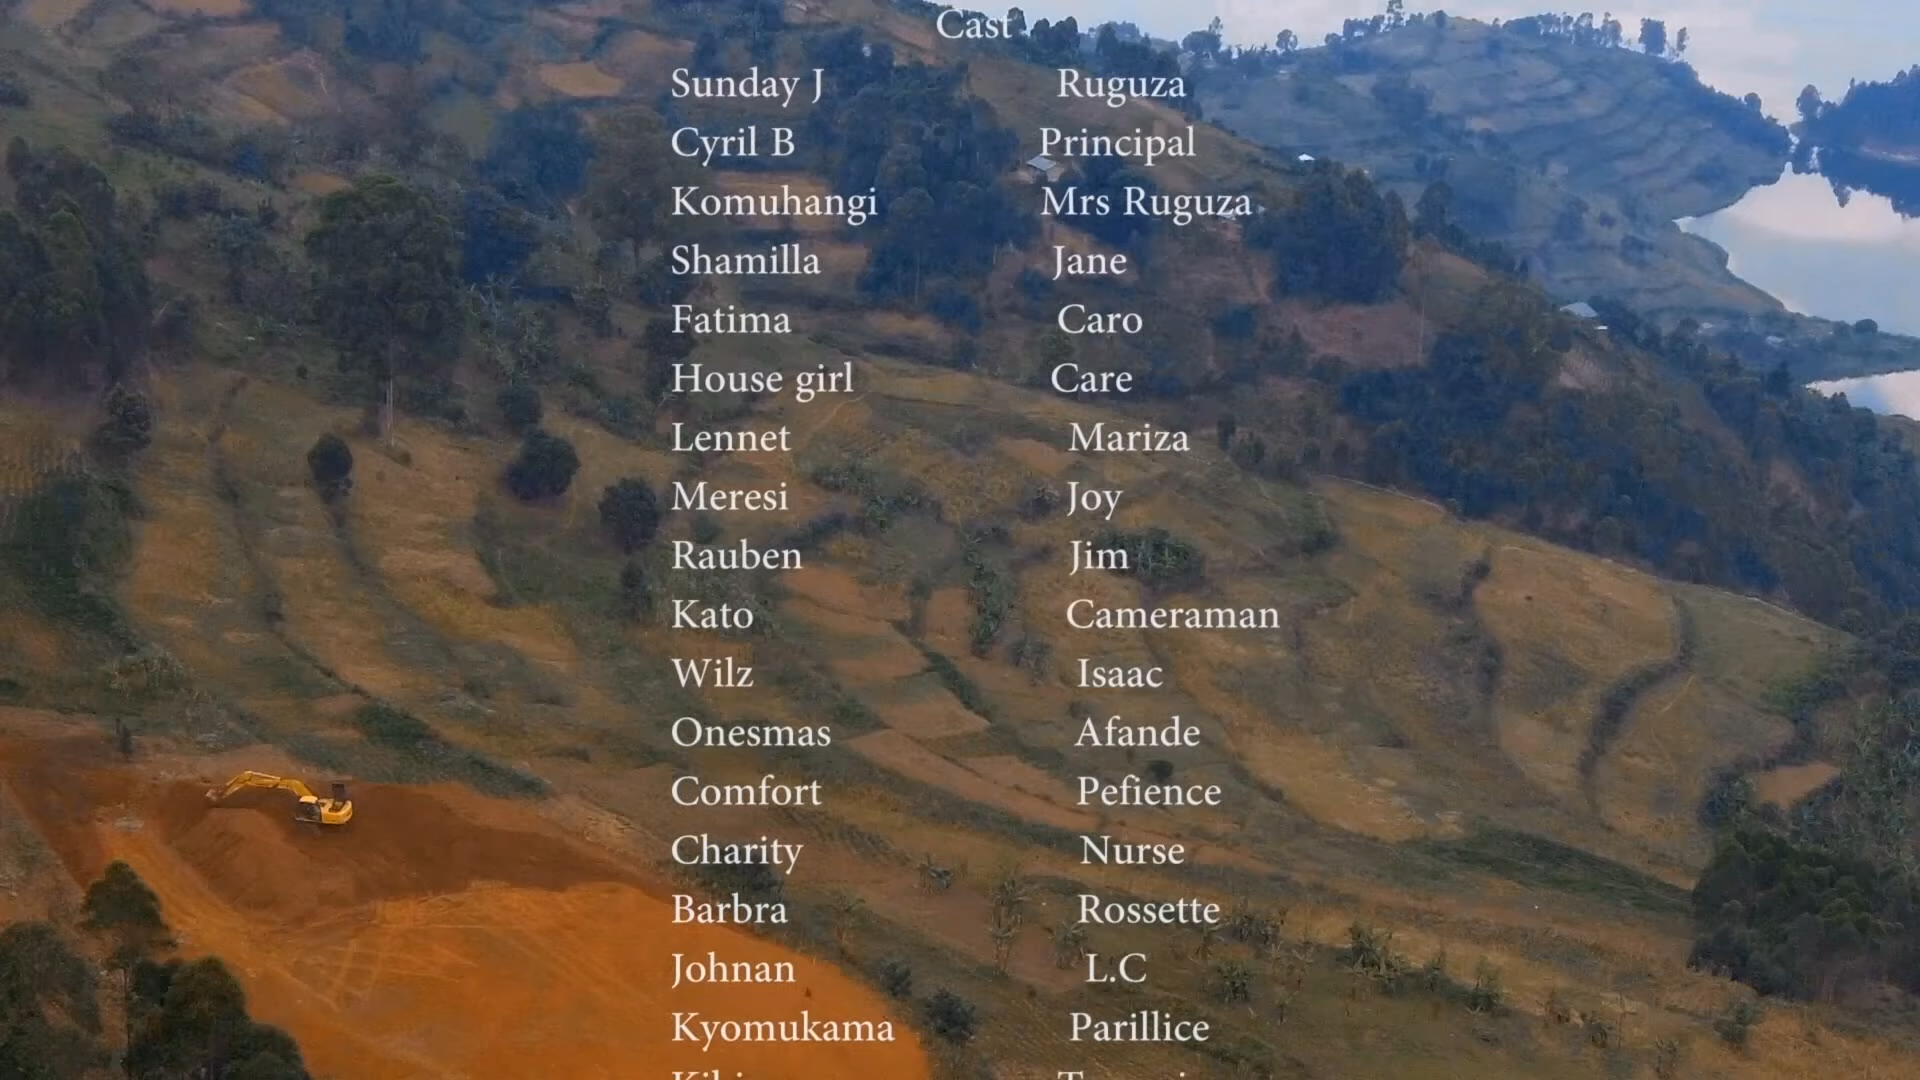 Cast
Sunday J Ruguza
Cyril B Principal
Komuhangi Mrs Ruguza
Shamilla Jane
Fatima Caro
House girl Care
Lennet Mariza
Meresi Joy
Rauben Jim
Kato Cameraman
Wilz Isaac
Onesmas Afande
Comfort Pefience
Charity Nurse
Barbra Rossette
Johnan L.C
Kyomukama Parillice